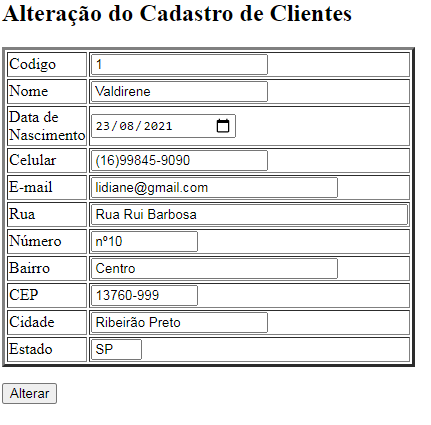 Alteração do Cadastro de Clientes
Codigo 1
Nome Valdirene
Data de
Nascimento 23/08/2021
Celular (16)99845-9090
E-mail lidiane@gmail.com
Rua Rua Rui Barbosa
Número nº10
Bairro Centro
CEP 13760-999
Cidade Ribeirão Preto
Estado SP
Alterar